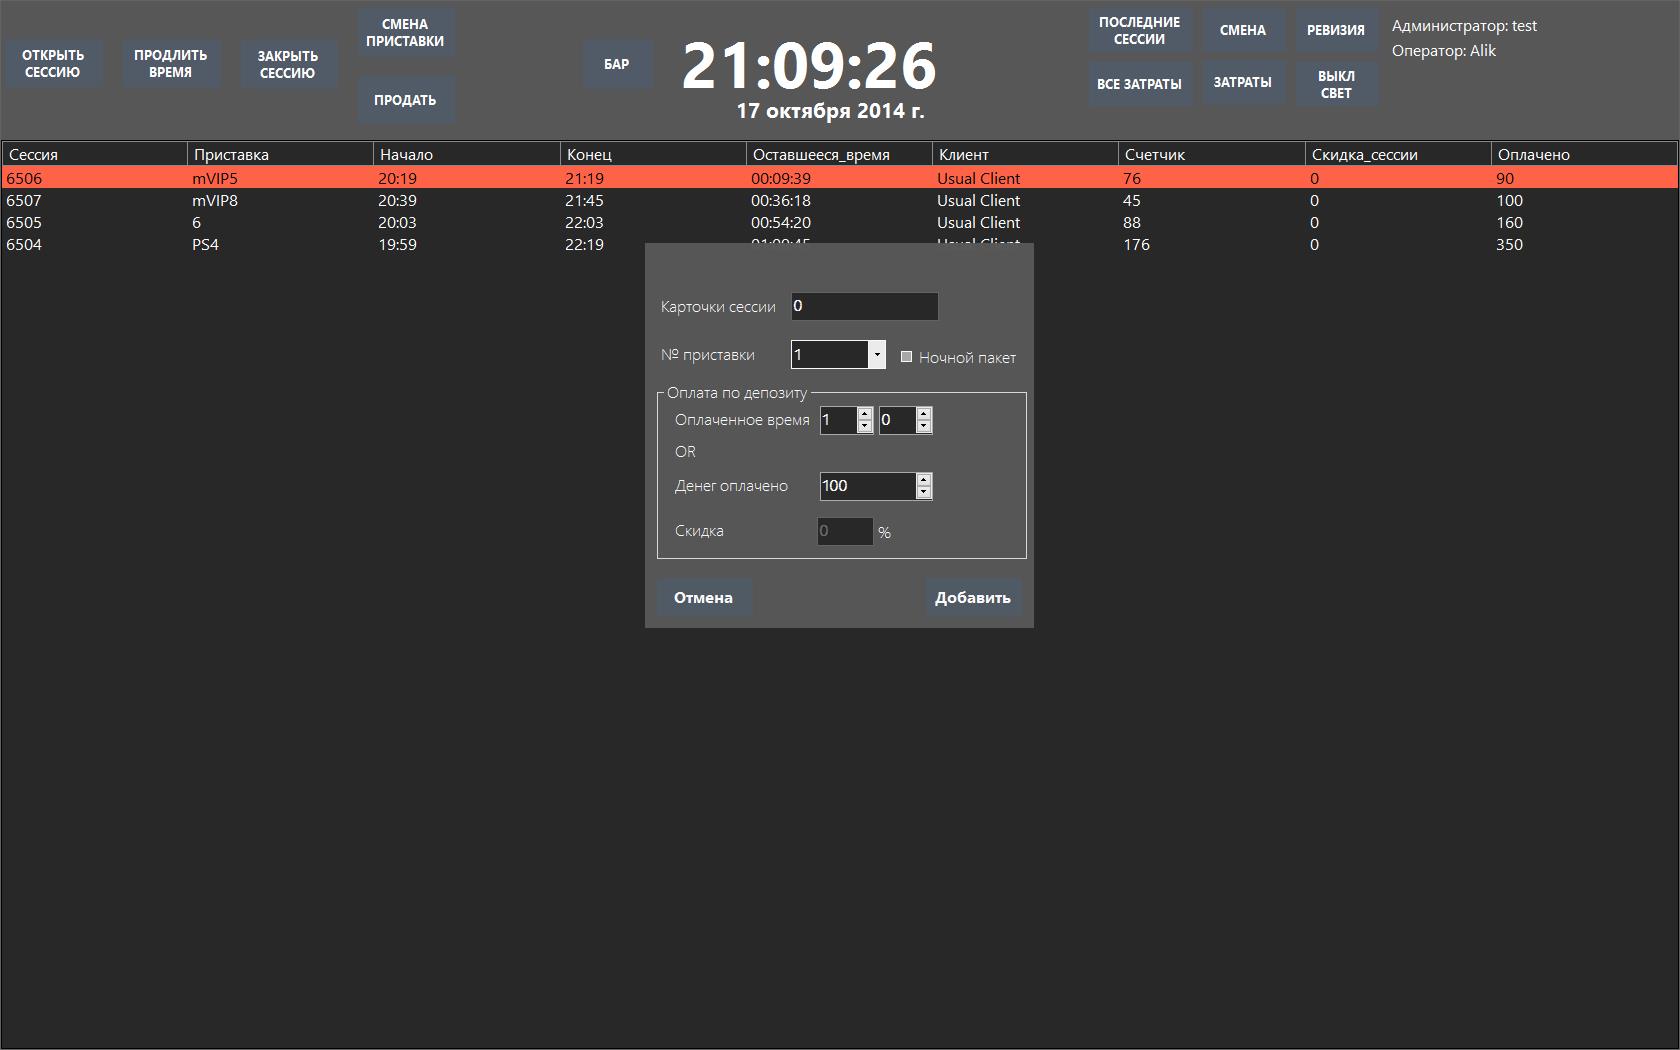 ОТКРЫТЬ
СЕССИЮ
ПРОДЛИТЬ
ВРЕМЯ
ЗАКРЫТЬ
СЕССИЮ
СМЕНА
ПРИСТАВКИ
ПРОДАТЬ
БАР
21:09:26
17 октября 2014 г.
ПОСЛЕДНИЕ
СЕССИИ
СМЕНА
РЕВИЗИЯ
ВСЕ ЗАТРАТЫ
ЗАТРАТЫ
ВЫКЛ
СВЕТ
Администратор: test
Оператор: Alik
Сессия Приставка Начало Конец Оставшееся_время Клиент Счетчик Скидка_сессии Оплачено
6506 mVIP5 20:19 21:19 00:09:39 Usual Client 76 0 90
6507 mVIP8 20:39 21:45 00:36:18 Usual Client 45 0 100
6505 6 20:03 22:03 00:54:20 Usual Client 88 0 160
6504 PS4 19:59 22:19 Usual Client 176 0 350
Карточки сессии 0
№ приставки 1 Ночной пакет
Оплата по депозиту
Оплаченное время 1 0
OR
Денег оплачено 100
Скидка 0 %
Отмена Добавить